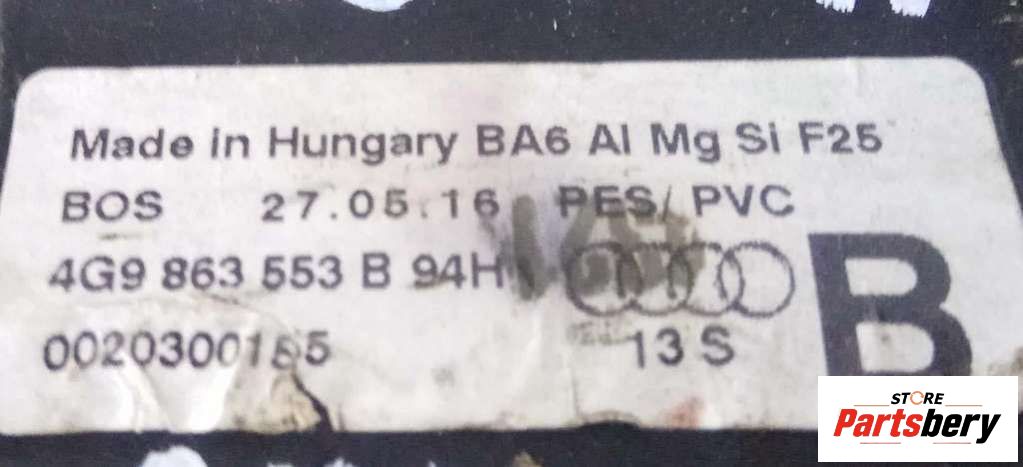 Made in Hungary BA6 Al Mg Si F25
BOS 27.05.16 PES/ PVC
4G9 863 553 B 94H
B
13 S
STORE
Partsbery